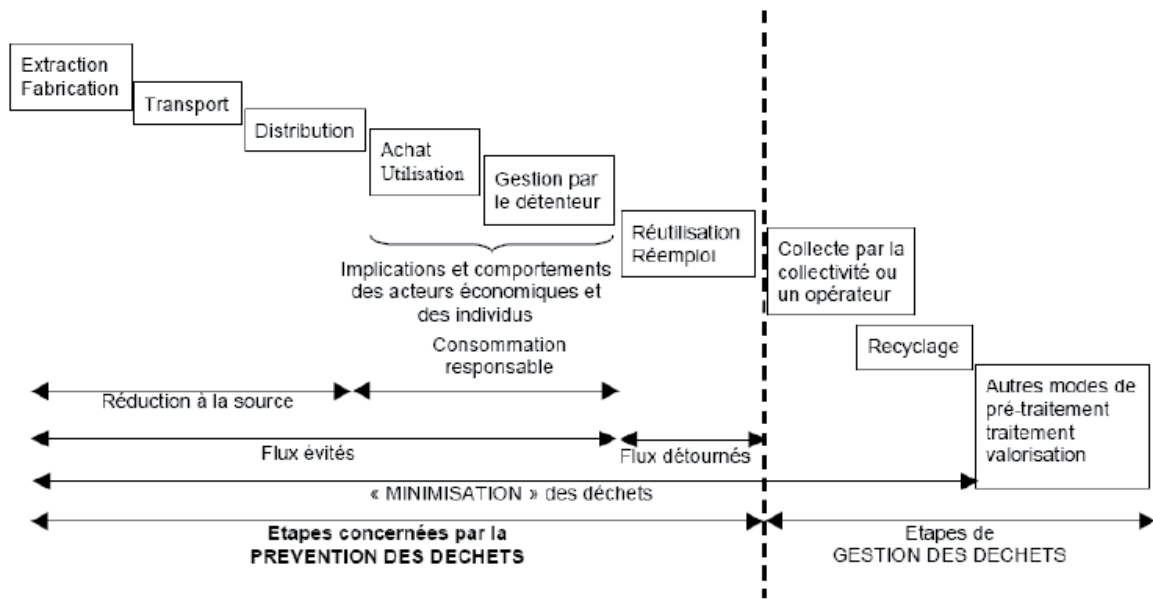 Extraction
Fabrication
Transport
Distribution
Achat
Utilisation
Gestion par
le détenteur
Réutilisation
Réemploi
Collecte par la
collectivité ou
un opérateur
Recyclage
Autres modes de
pré-traitement
traitement
valorisation
Implications et comportements
des acteurs économiques et
des individus
Consommation
responsable
Réduction à la source
Flux évités
Flux détournés
« MINIMISATION » des déchets
Etapes concernées par la
PREVENTION DES DECHETS
Etapes de
GESTION DES DECHETS